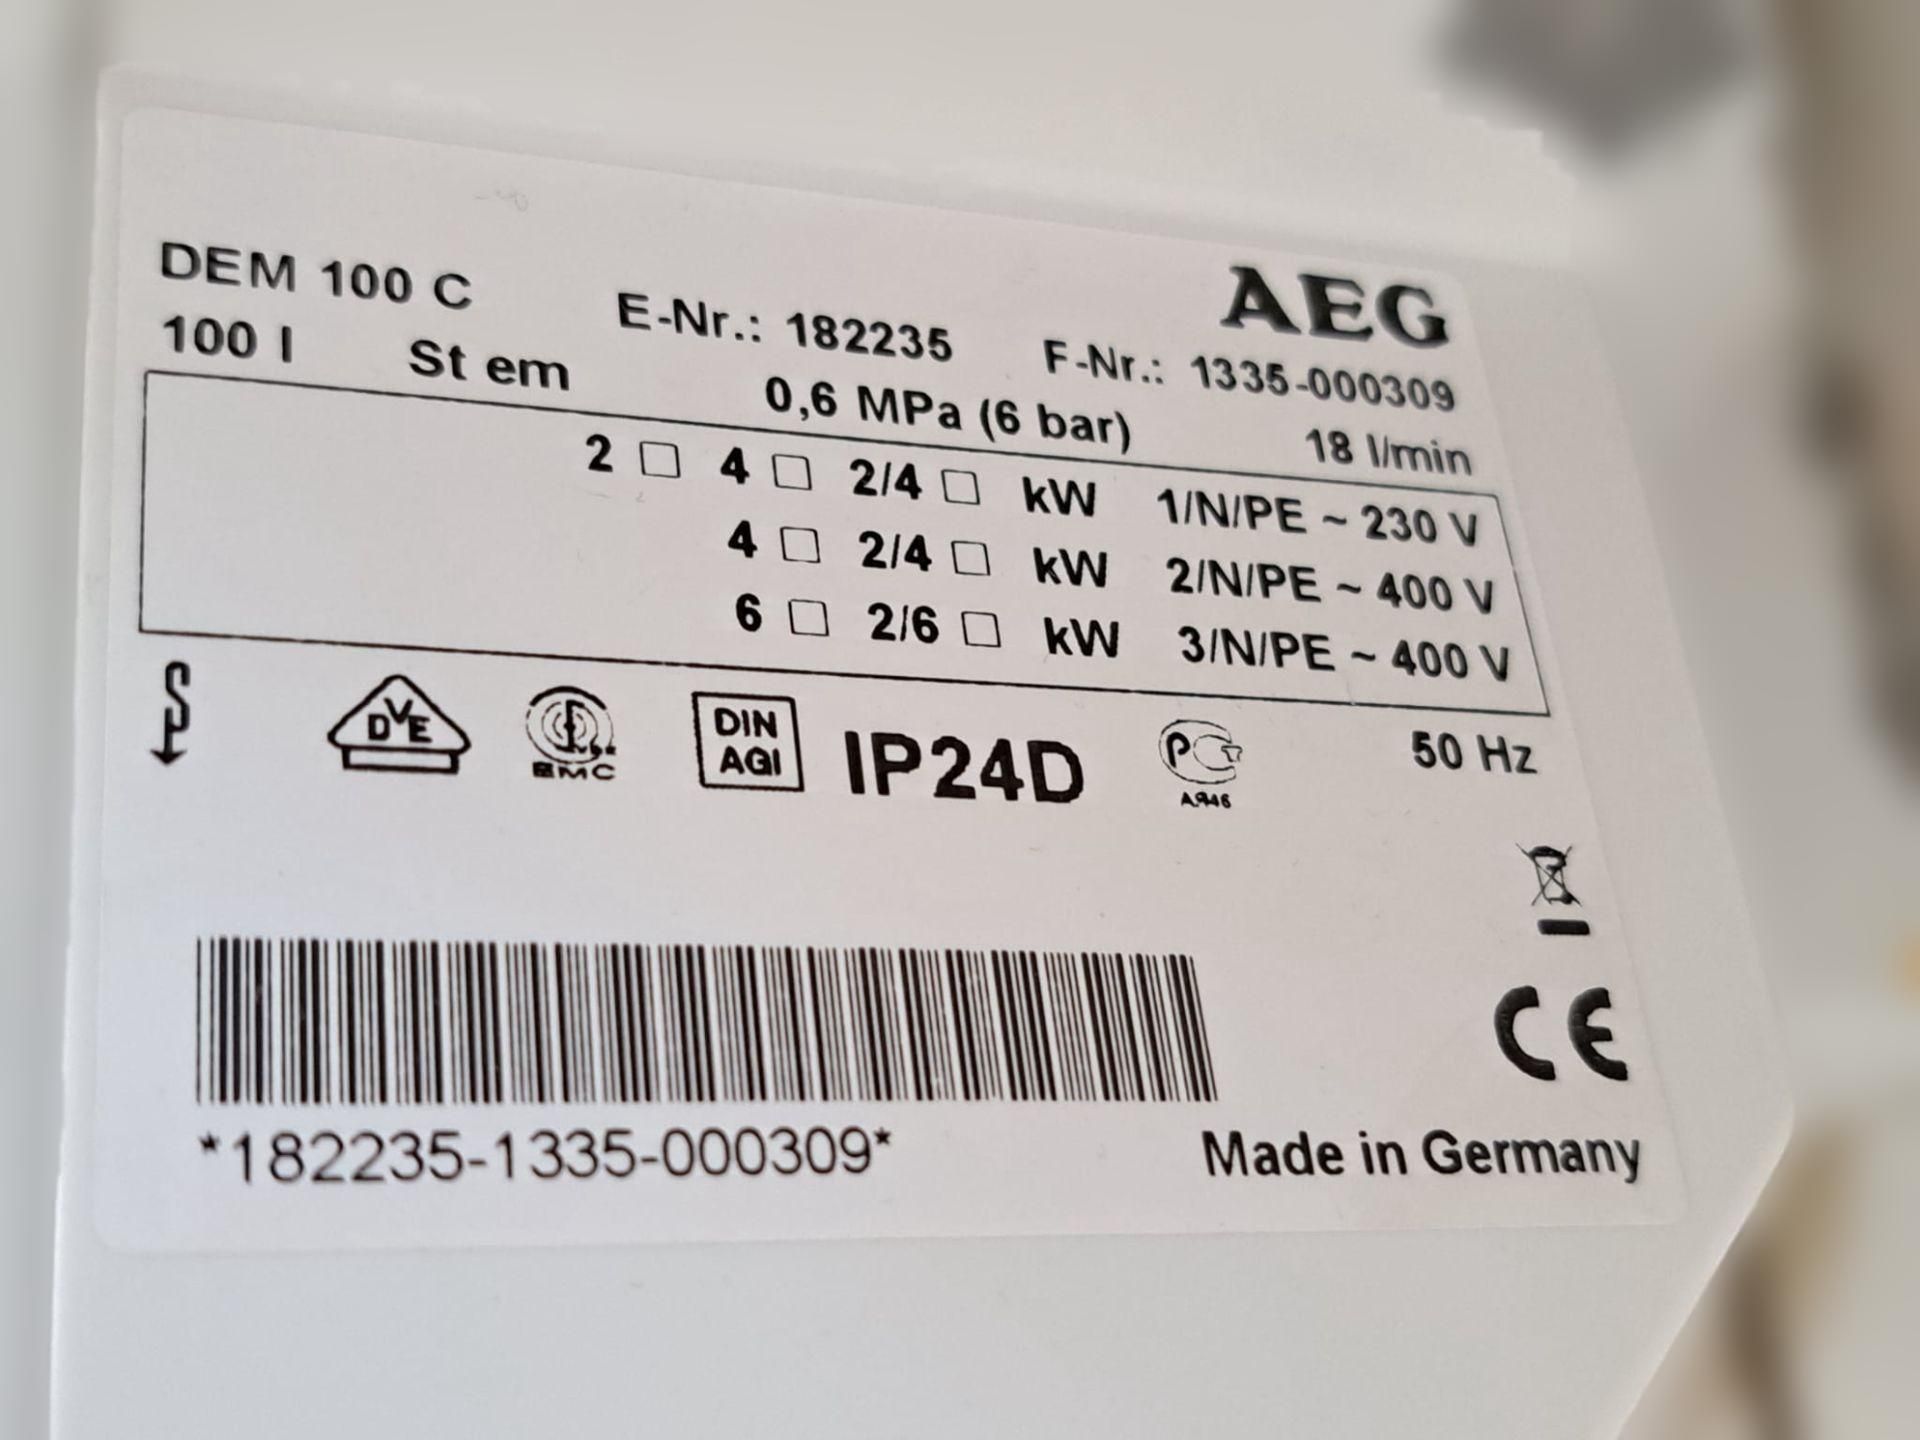 AEG
DEM 100 C E-Nr.: 182235 F-Nr.: 1335-000309
100 l St em 0,6 MPa (6 bar) 18 l/min
2 □ 4 □ 2/4 □ kW 1/N/PE ~ 230 V
4 □ 2/4 □ kW 2/N/PE ~ 400 V
6 □ 2/6 □ kW 3/N/PE ~ 400 V
DVE EMC DIN AGI IP24D PCT 50 Hz
CE
*182235-1335-000309* Made in Germany